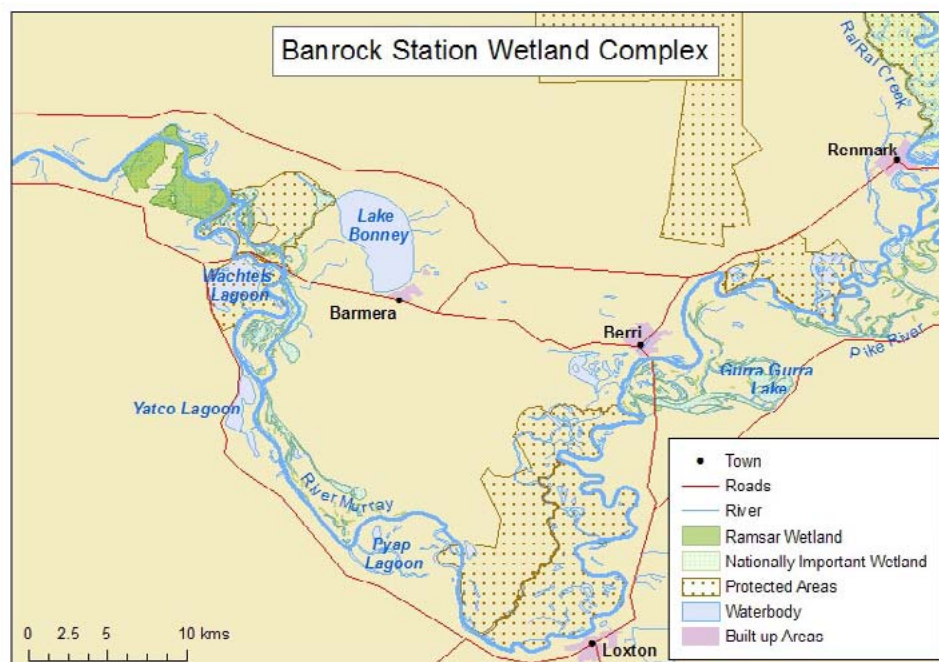 Banrock Station Wetland Complex
RalRal Creek
Renmark
Lake
Bonney
Wachtels
Lagoon
Barmera
Berri
Pike River
Gurra Gurra
Lake
Yatco Lagoon
River Murray
Pyap
Lagoon
Loxton
Town
Roads
River
Ramsar Wetland
Nationally Important Wetland
Protected Areas
Waterbody
Built up Areas
0 2.5 5 10 kms